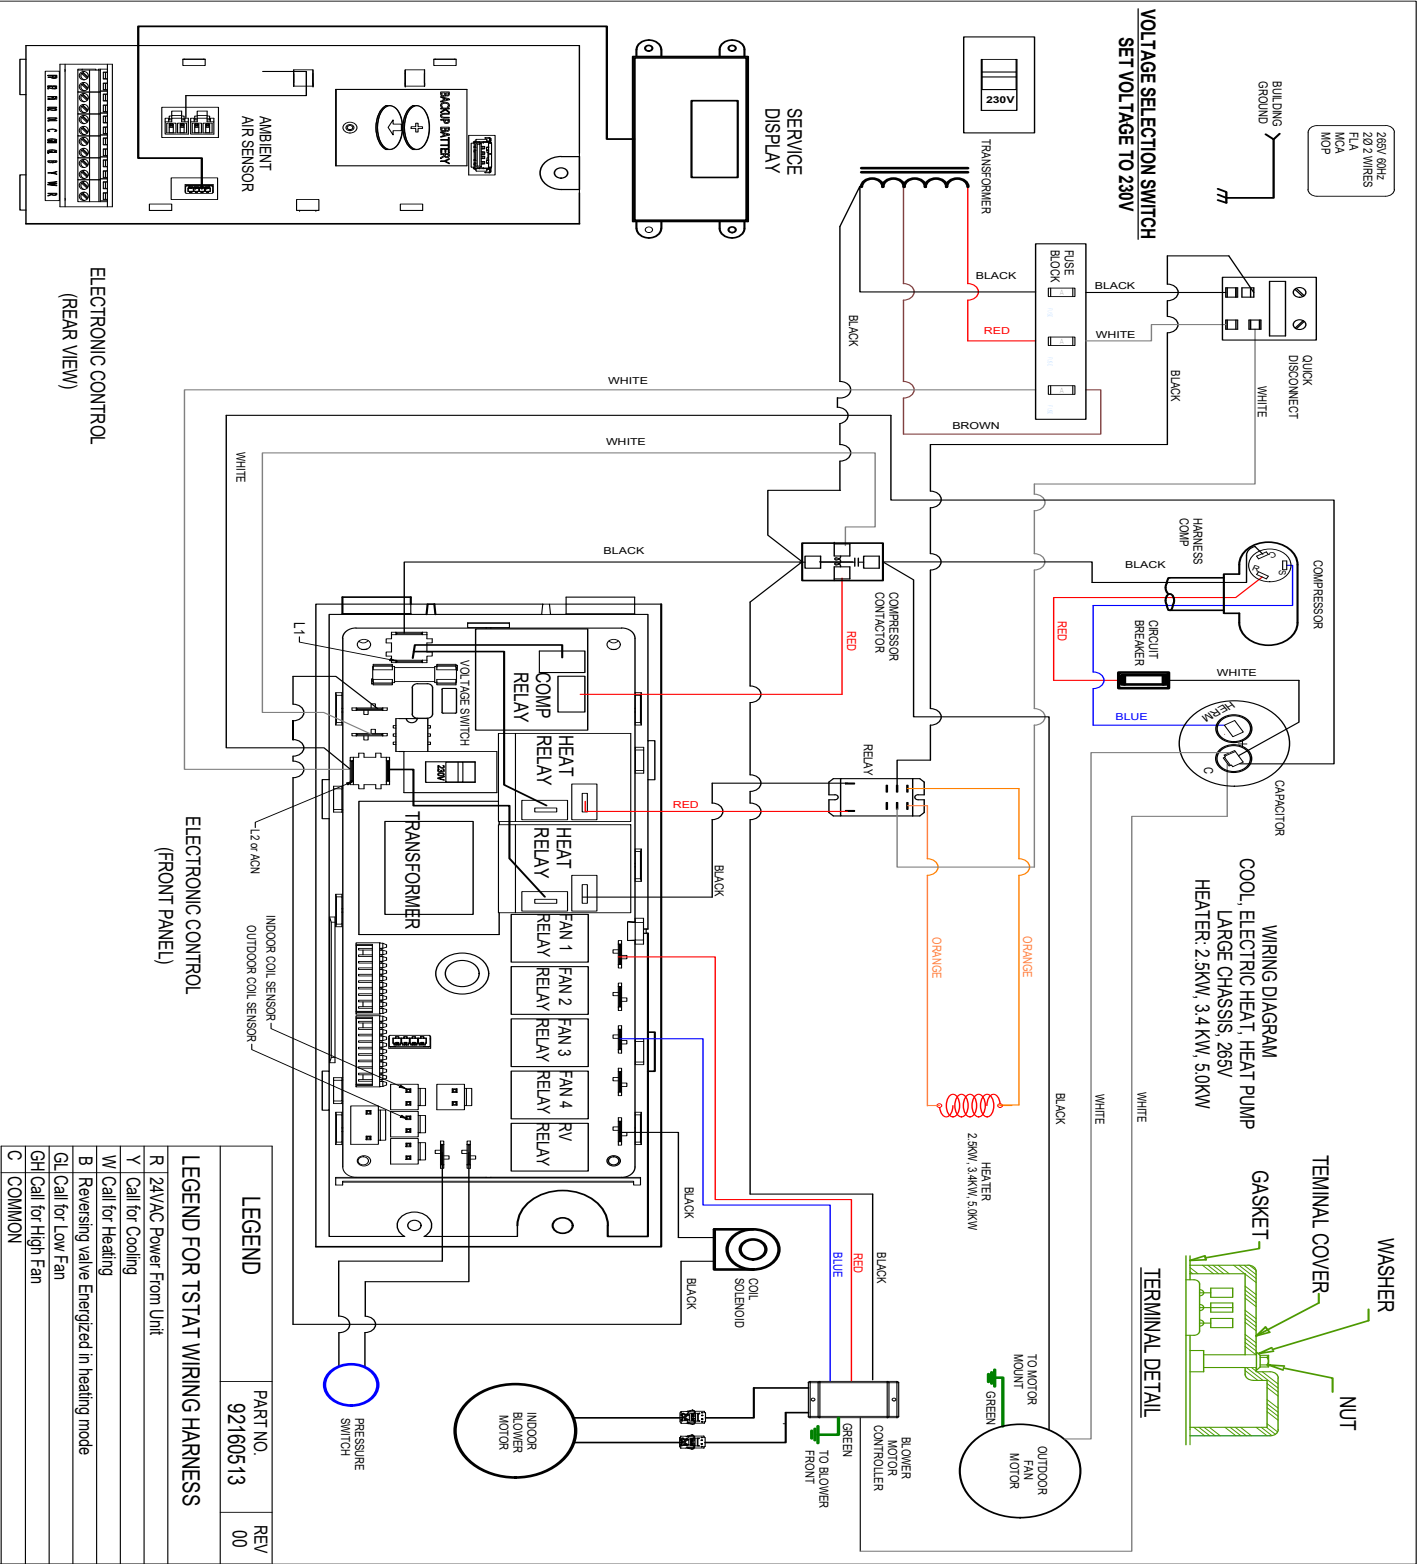 265V 60Hz
2Ø 2 WIRES
FLA
MCA
MOP
BUILDING
GROUND
VOLTAGE SELECTION SWITCH
SET VOLTAGE TO 230V
230V
TRANSFORMER
SERVICE
DISPLAY
BACKUP BATTERY
AMBIENT
AIR SENSOR
ELECTRONIC CONTROL
(REAR VIEW)
FUSE
BLOCK
QUICK
DISCONNECT
BLACK
BLACK
WHITE
RED
BLACK
BLACK
WHITE
WHITE
BROWN
WHITE
WHITE
BLACK
HARNESS
COMP
COMPRESSOR
C
S
R
BLACK
RED
CIRCUIT
BREAKER
WHITE
BLUE
HERM
C
CAPACITOR
COMPRESSOR
CONTACTOR
RED
RELAY
RED
BLACK
ORANGE
ORANGE
L1
VOLTAGE SWITCH
COMP
RELAY
HEAT
RELAY
HEAT
RELAY
230V
TRANSFORMER
FAN 1
RELAY
FAN 2
RELAY
FAN 3
RELAY
FAN 4
RELAY
RV
RELAY
L2 or ACN
ELECTRONIC CONTROL
(FRONT PANEL)
INDOOR COIL SENSOR
OUTDOOR COIL SENSOR
WIRING DIAGRAM
COOL, ELECTRIC HEAT, HEAT PUMP
LARGE CHASSIS, 265V
HEATER: 2.5KW, 3.4 KW, 5.0KW
WHITE
WHITE
BLACK
HEATER
2.5KW, 3.4KW, 5.0KW
BLACK
BLACK
COIL
SOLENOID
BLACK
RED
BLUE
PRESSURE
SWITCH
INDOOR
BLOWER
MOTOR
GREEN
TO BLOWER
FRONT
BLOWER
MOTOR
CONTROLLER
TO MOTOR
MOUNT
GREEN
OUTDOOR
FAN
MOTOR
WASHER
TEMINAL COVER
GASKET
NUT
TERMINAL DETAIL
LEGEND
PART NO.
92160513
REV
00
LEGEND FOR TSTAT WIRING HARNESS
R 24VAC Power From Unit
Y Call for Cooling
W Call for Heating
B Reversing valve Energized in heating mode
GL Call for Low Fan
GH Call for High Fan
C COMMON